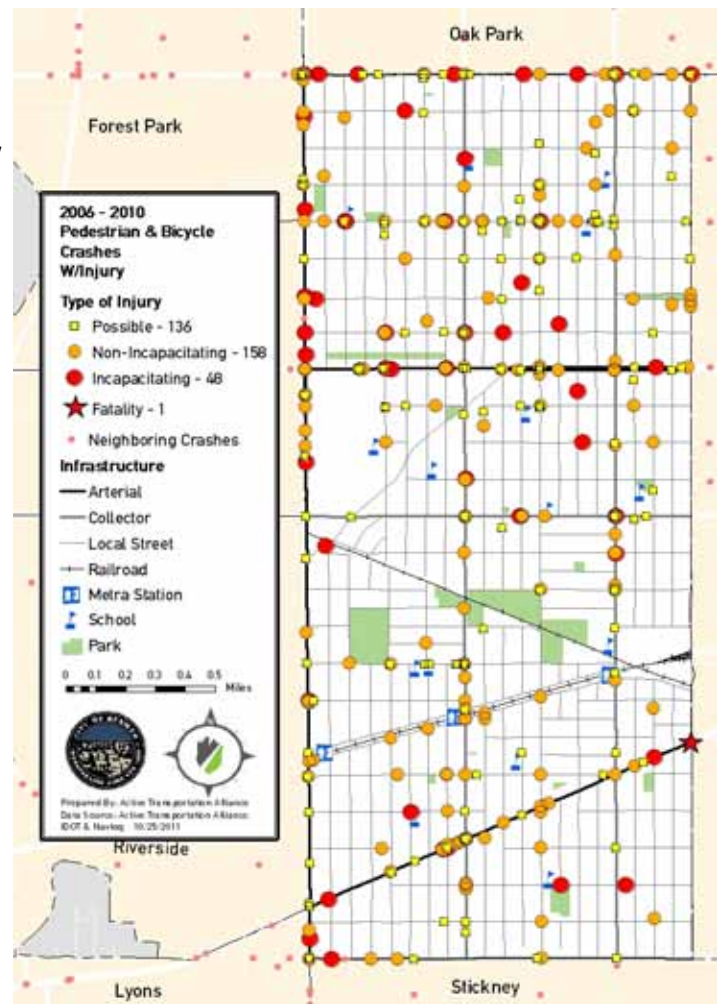 Oak Park
Forest Park
2006 - 2010
Pedestrian & Bicycle
Crashes
W/Injury
Type of Injury
Possible - 136
Non-Incapacitating - 158
Incapacitating - 48
Fatality - 1
Neighboring Crashes
Infrastructure
Arterial
Collector
Local Street
Railroad
Metra Station
School
Park
0 0.1 0.2 0.3 0.4 0.5
Miles
Prepared By: Active Transportation Alliance
Data Source: Active Transportation Alliance
IDOT & Navteq 10/25/2011
Riverside
Lyons
Stickney